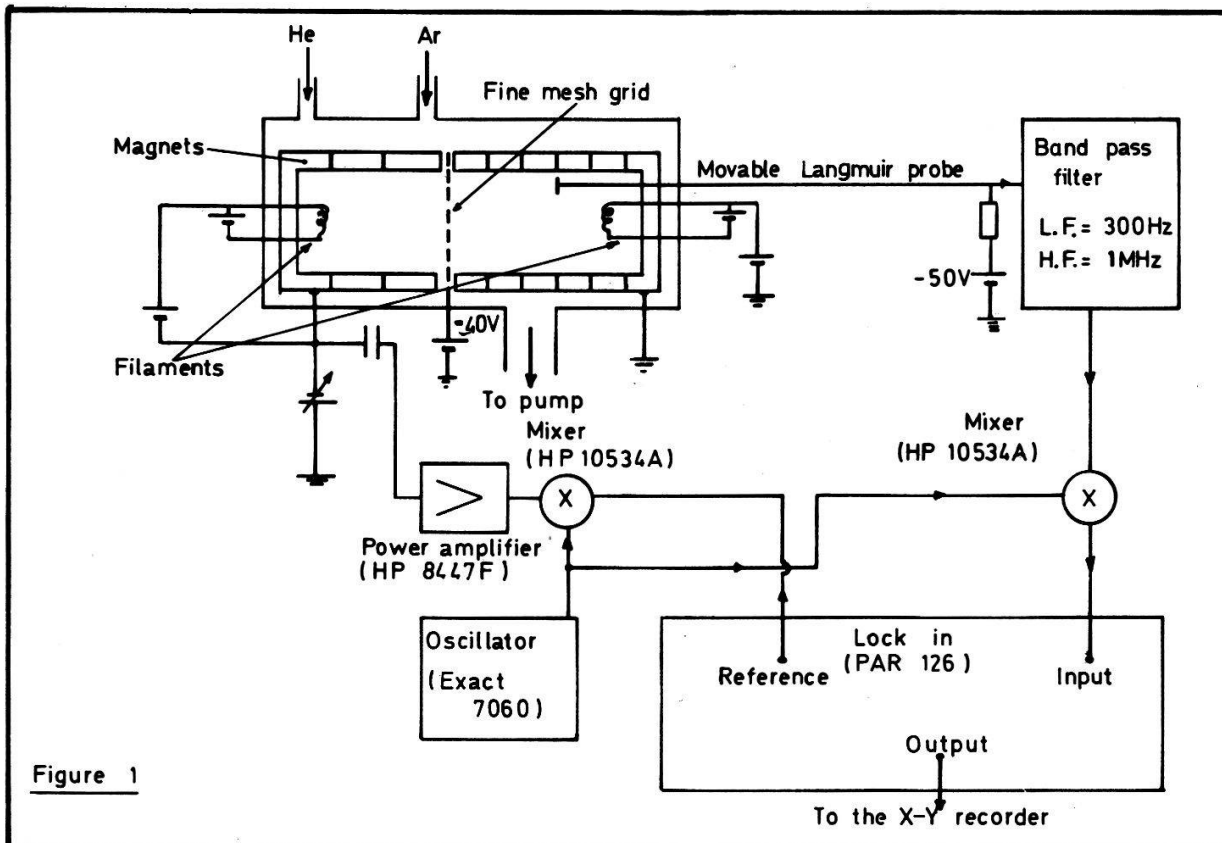 He
Ar
Fine mesh grid
Magnets
Movable Langmuir probe
Band pass
filter
L.F.= 300Hz
H.F.= 1MHz
-50V
-40V
Filaments
To pump
Mixer
(HP 10534A)
Mixer
(HP 10534A)
X
X
Power amplifier
(HP 8447F)
Oscillator
(Exact
7060)
Lock in
(PAR 126)
Reference
Input
Output
Figure 1
To the X-Y recorder